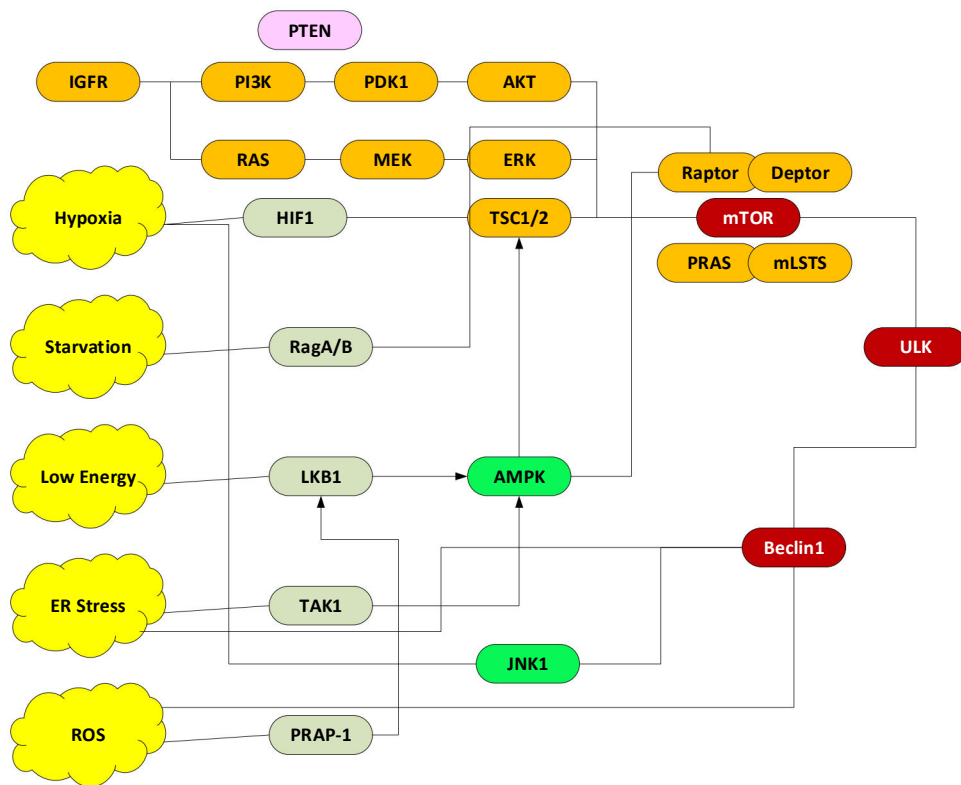 PTEN
IGFR
PI3K
PDK1
AKT
RAS
MEK
ERK
Raptor
Deptor
Hypoxia
HIF1
TSC1/2
mTOR
PRAS
mLSTS
Starvation
RagA/B
ULK
Low Energy
LKB1
AMPK
Beclin1
ER Stress
TAK1
JNK1
ROS
PRAP-1